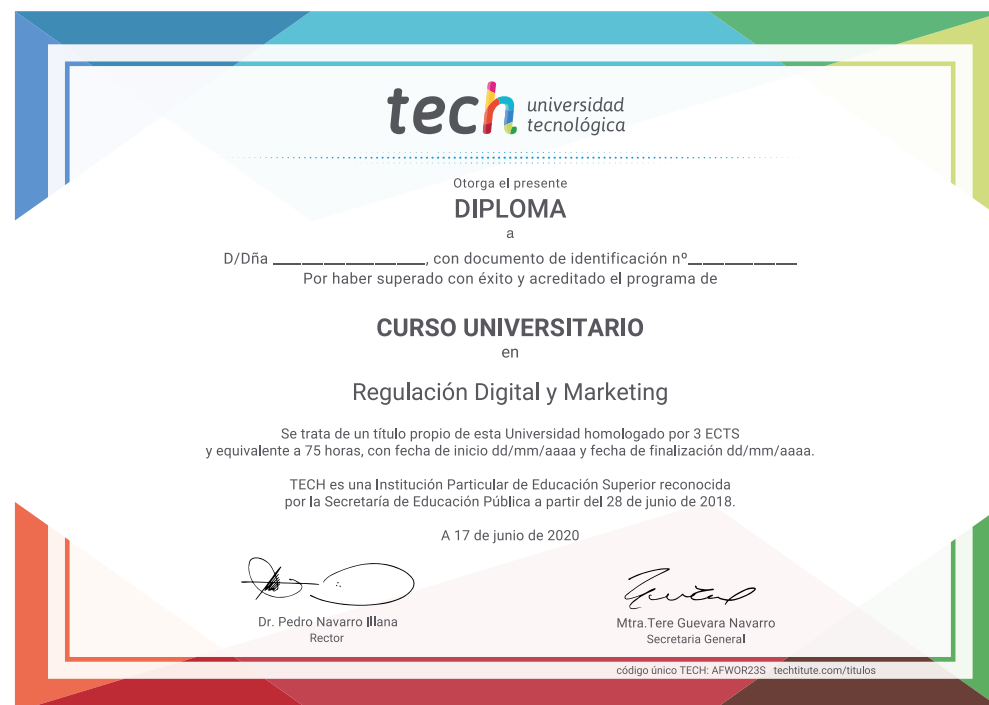 tech universidad
tecnológica
Otorga el presente
DIPLOMA
a
D/Dña __________________, con documento de identificación nº_____________
Por haber superado con éxito y acreditado el programa de
CURSO UNIVERSITARIO
en
Regulación Digital y Marketing
Se trata de un título propio de esta Universidad homologado por 3 ECTS
y equivalente a 75 horas, con fecha de inicio dd/mm/aaaa y fecha de finalización dd/mm/aaaa.
TECH es una Institución Particular de Educación Superior reconocida
por la Secretaría de Educación Pública a partir del 28 de junio de 2018.
A 17 de junio de 2020
Dr. Pedro Navarro Illana
Rector
Mtra.Tere Guevara Navarro
Secretaria General
código único TECH: AFWOR23S techtitute.com/titulos